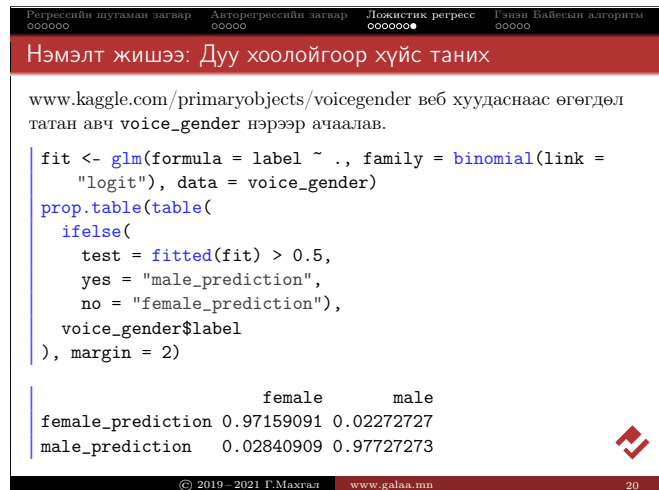 Регрессийн шугаман загвар Авторегрессийн загвар Ложистик регресс Гэнэн Байесын алгоритм
Нэмэлт жишээ: Дуу хоолойгоор хүйс таних
www.kaggle.com/primaryobjects/voicegender веб хуудаснаас өгөгдөл
татан авч voice_gender нэрээр ачаалав.
fit <- glm(formula = label ~ ., family = binomial(link =
"logit"), data = voice_gender)
prop.table(table(
ifelse(
test = fitted(fit) > 0.5,
yes = "male_prediction",
no = "female_prediction"),
voice_gender$label
), margin = 2)
female male
female_prediction 0.97159091 0.02272727
male_prediction 0.02840909 0.97727273
© 2019 – 2021 Г.Махгал www.galaa.mn 20